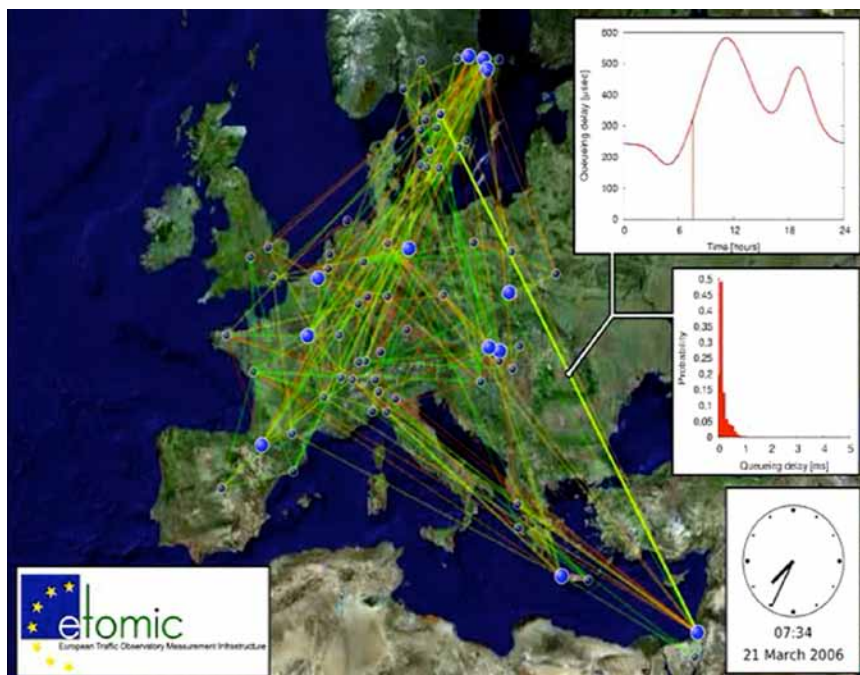 600
500
400
300
200
100
0
Queueing delay [μsec]
0 6 12 18 24
Time [hours]
0.5
0.45
0.4
0.35
0.3
0.25
0.2
0.15
0.1
0.05
0
Probability
0 1 2 3 4 5
Queueing delay [ms]
etomic
European Traffic Observatory Measurement Infrastructure
07:34
21 March 2006